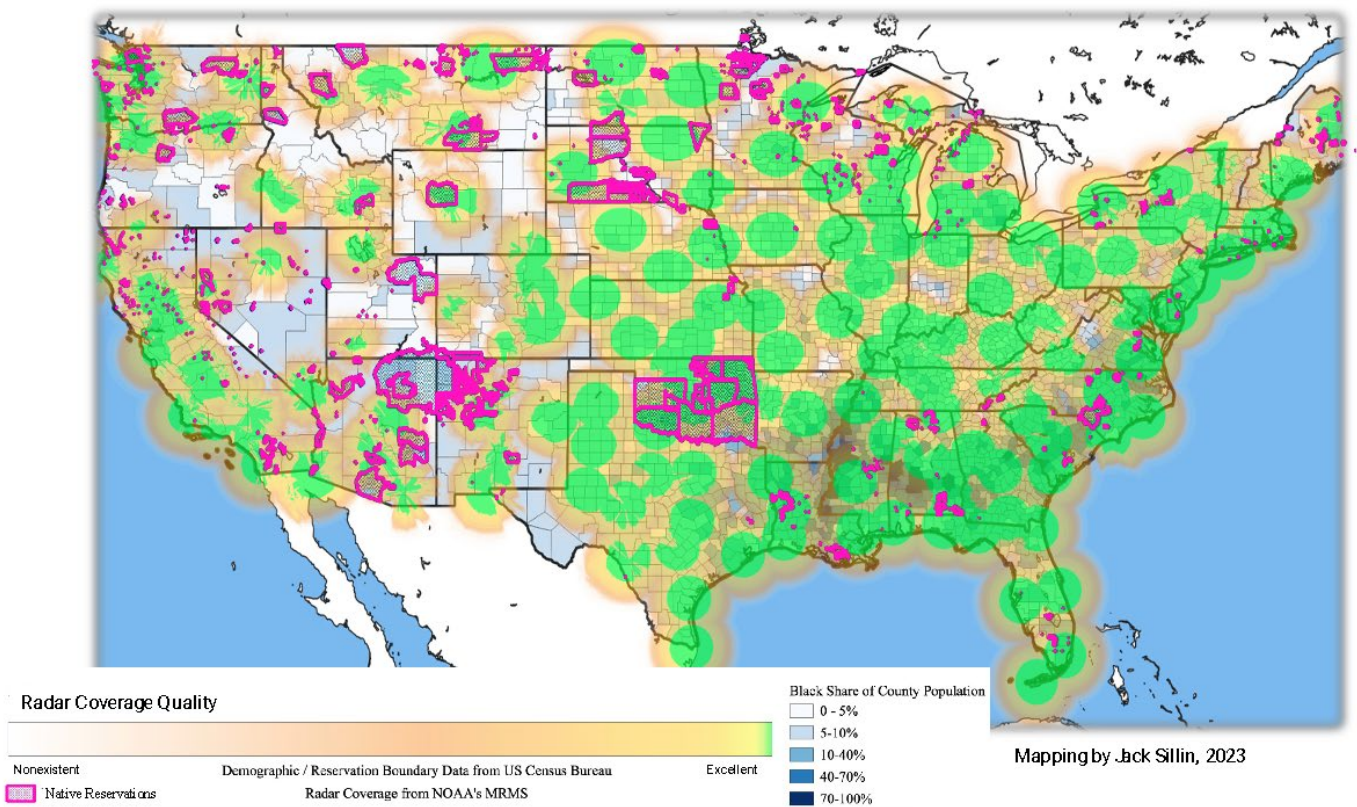 Radar Coverage Quality
Nonexistent
Demographic / Reservation Boundary Data from US Census Bureau
Excellent
Native Reservations
Radar Coverage from NOAA's MRMS
Black Share of County Population
0 - 5%
5-10%
10-40%
40-70%
70-100%
Mapping by Jack Sillin, 2023